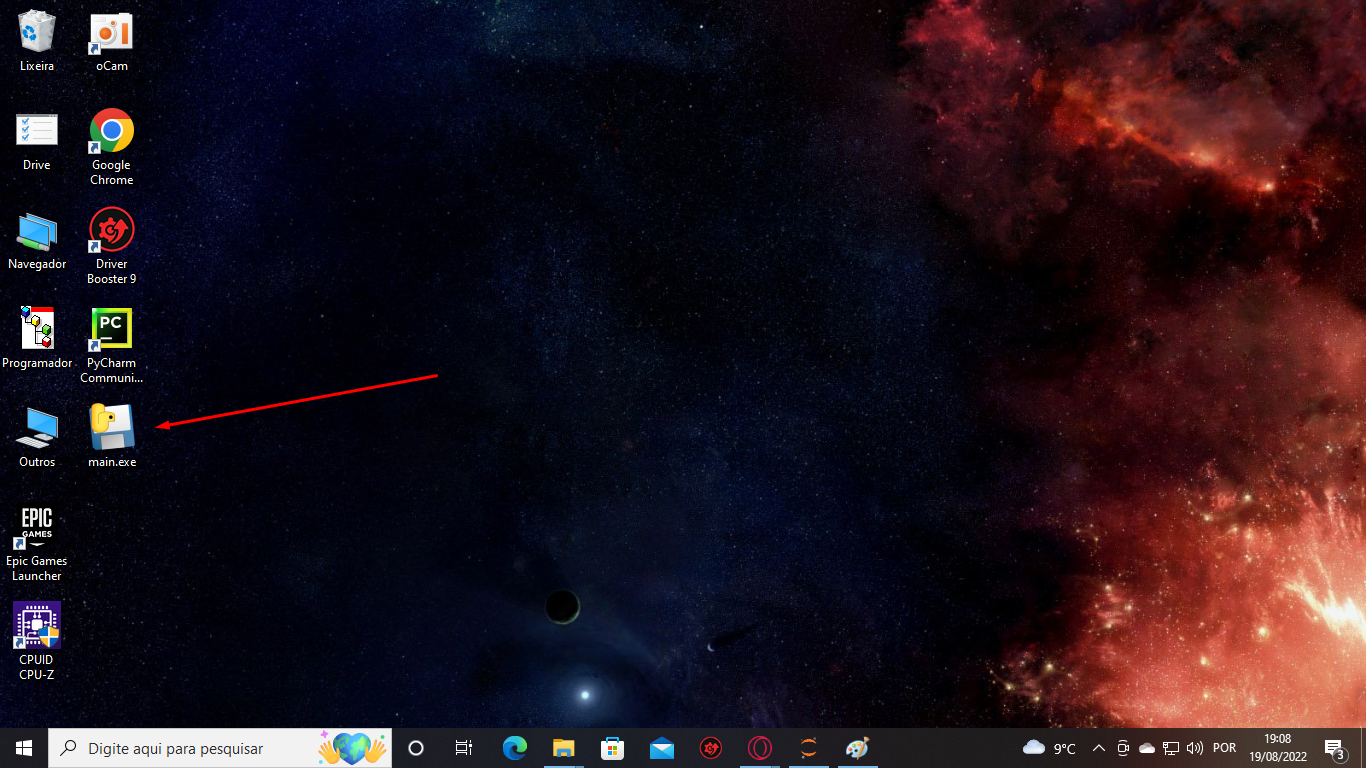 Lixeira
oCam
Drive
Google
Chrome
Navegador
Driver
Booster 9
Programador
PC
PyCharm
Communi...
Outros
main.exe
EPIC
GAMES
Epic Games
Launcher
CPUID
CPU-Z
Digite aqui para pesquisar
9°C
POR
19:08
19/08/2022
3